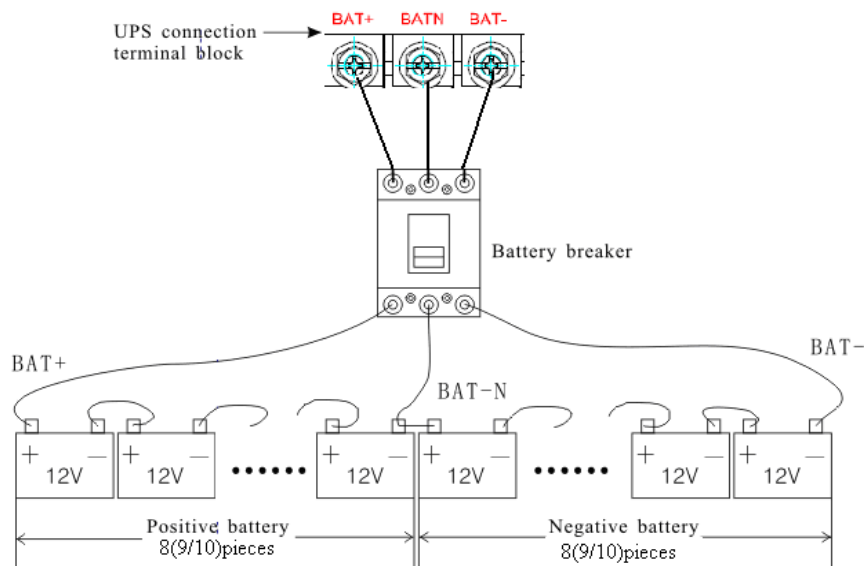 BAT+ BATN BAT-
UPS connection
terminal block
Battery breaker
BAT+
BAT-N
BAT-
+ — + — + — + — + — + —
12V 12V •••••• 12V 12V •••••• 12V 12V
Positive battery
8(9/10)pieces
Negative battery
8(9/10)pieces